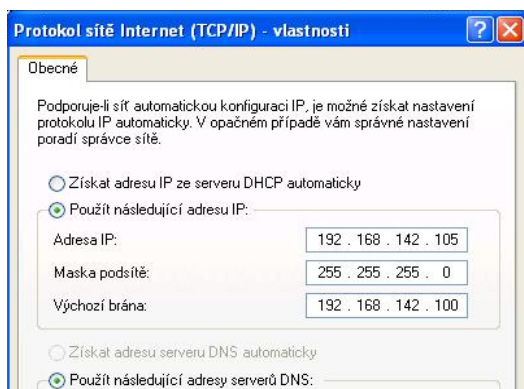 Protokol sítě Internet (TCP/IP) - vlastnosti
Obecné
Podporuje-li síť automatickou konfiguraci IP, je možné získat nastavení
protokolu IP automaticky. V opačném případě vám správné nastavení
poradí správce sítě.
Získat adresu IP ze serveru DHCP automaticky
Použít následující adresu IP:
Adresa IP: 192 . 168 . 142 . 105
Maska podsítě: 255 . 255 . 255 . 0
Výchozí brána: 192 . 168 . 142 . 100
Získat adresu serveru DNS automaticky
Použít následující adresy serverů DNS: